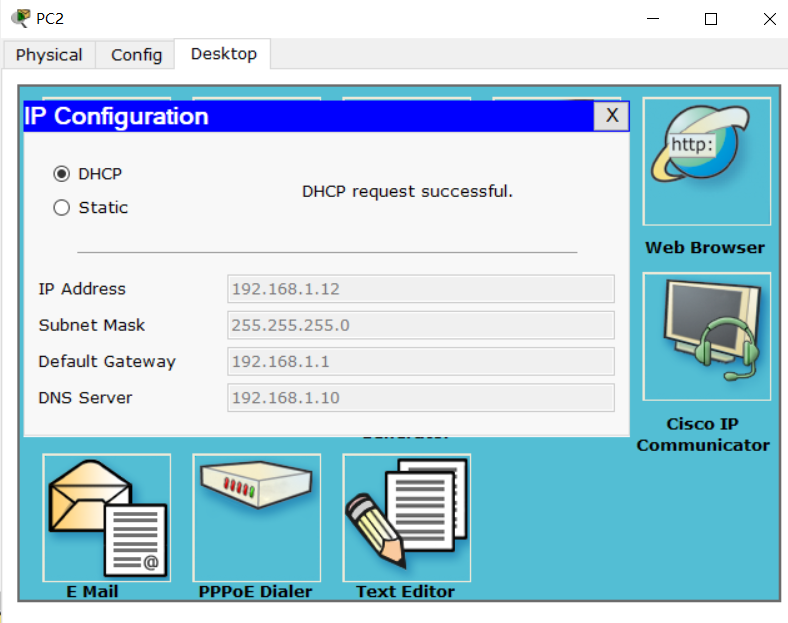 PC2
Physical Config Desktop
IP Configuration X
DHCP
Static
DHCP request successful.
IP Address 192.168.1.12
Subnet Mask 255.255.255.0
Default Gateway 192.168.1.1
DNS Server 192.168.1.10
http:
Web Browser
Cisco IP
Communicator
@
E Mail
PPPoE Dialer
Text Editor